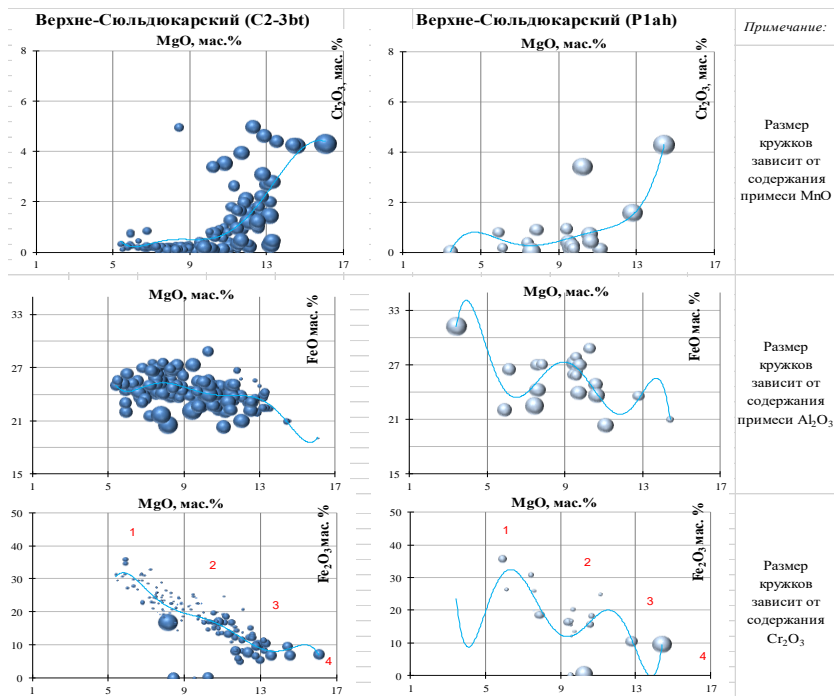 Верхне-Сюльдюкарский (C2-3bt)
MgO, мас.%
Cr₂O₃, мас. %
8
6
4
2
0
1 5 9 13 17
Верхне-Сюльдюкарский (P1ah)
MgO, мас.%
Cr₂O₃, мас. %
8
6
4
2
0
1 5 9 13 17
Примечание:
Размер
кружков
зависит от
содержания
примеси MnO
MgO, мас.%
FeO мас. %
33
27
21
15
1 5 9 13 17
MgO, мас.%
FeO мас. %
33
27
21
15
1 5 9 13 17
Размер
кружков
зависит от
содержания
примеси Al₂O₃
MgO, мас.%
Fe₂O₃ мас. %
50
40
30
20
10
0
1 5 9 13 17
1
2
3
4
MgO, мас.%
Fe₂O₃ мас. %
50
40
30
20
10
0
1 5 9 13 17
1
2
3
4
Размер
кружков
зависит от
содержания
Cr₂O₃